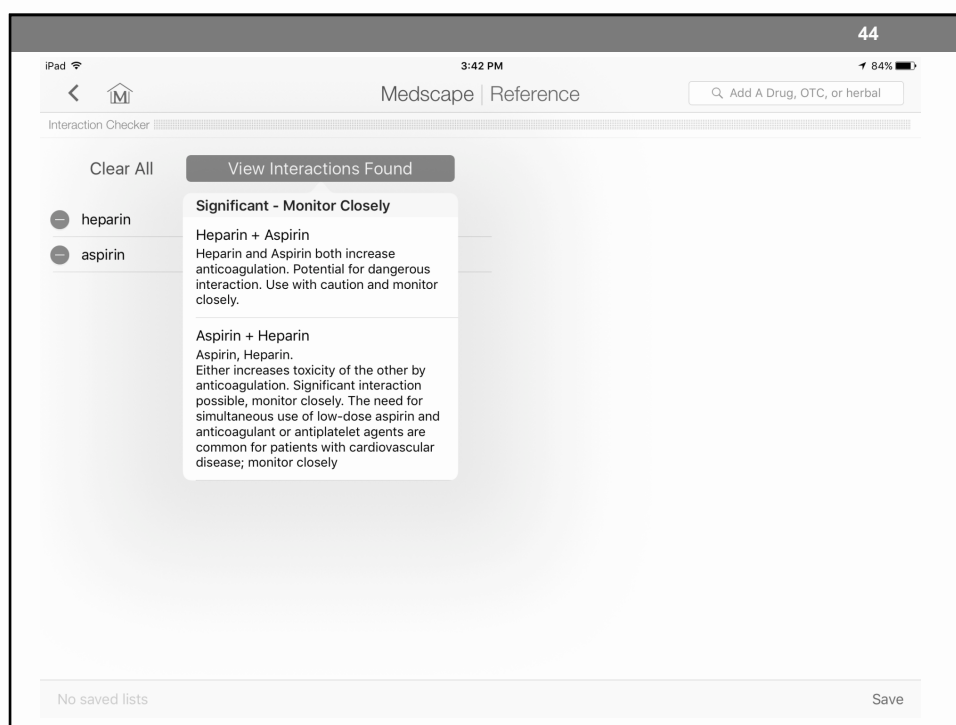 44
iPad 3:42 PM 84%
M Medscape | Reference Add A Drug, OTC, or herbal
Interaction Checker
Clear All View Interactions Found
Significant - Monitor Closely
heparin
aspirin
Heparin + Aspirin
Heparin and Aspirin both increase
anticoagulation. Potential for dangerous
interaction. Use with caution and monitor
closely.
Aspirin + Heparin
Aspirin, Heparin.
Either increases toxicity of the other by
anticoagulation. Significant interaction
possible, monitor closely. The need for
simultaneous use of low-dose aspirin and
anticoagulant or antiplatelet agents are
common for patients with cardiovascular
disease; monitor closely
No saved lists Save